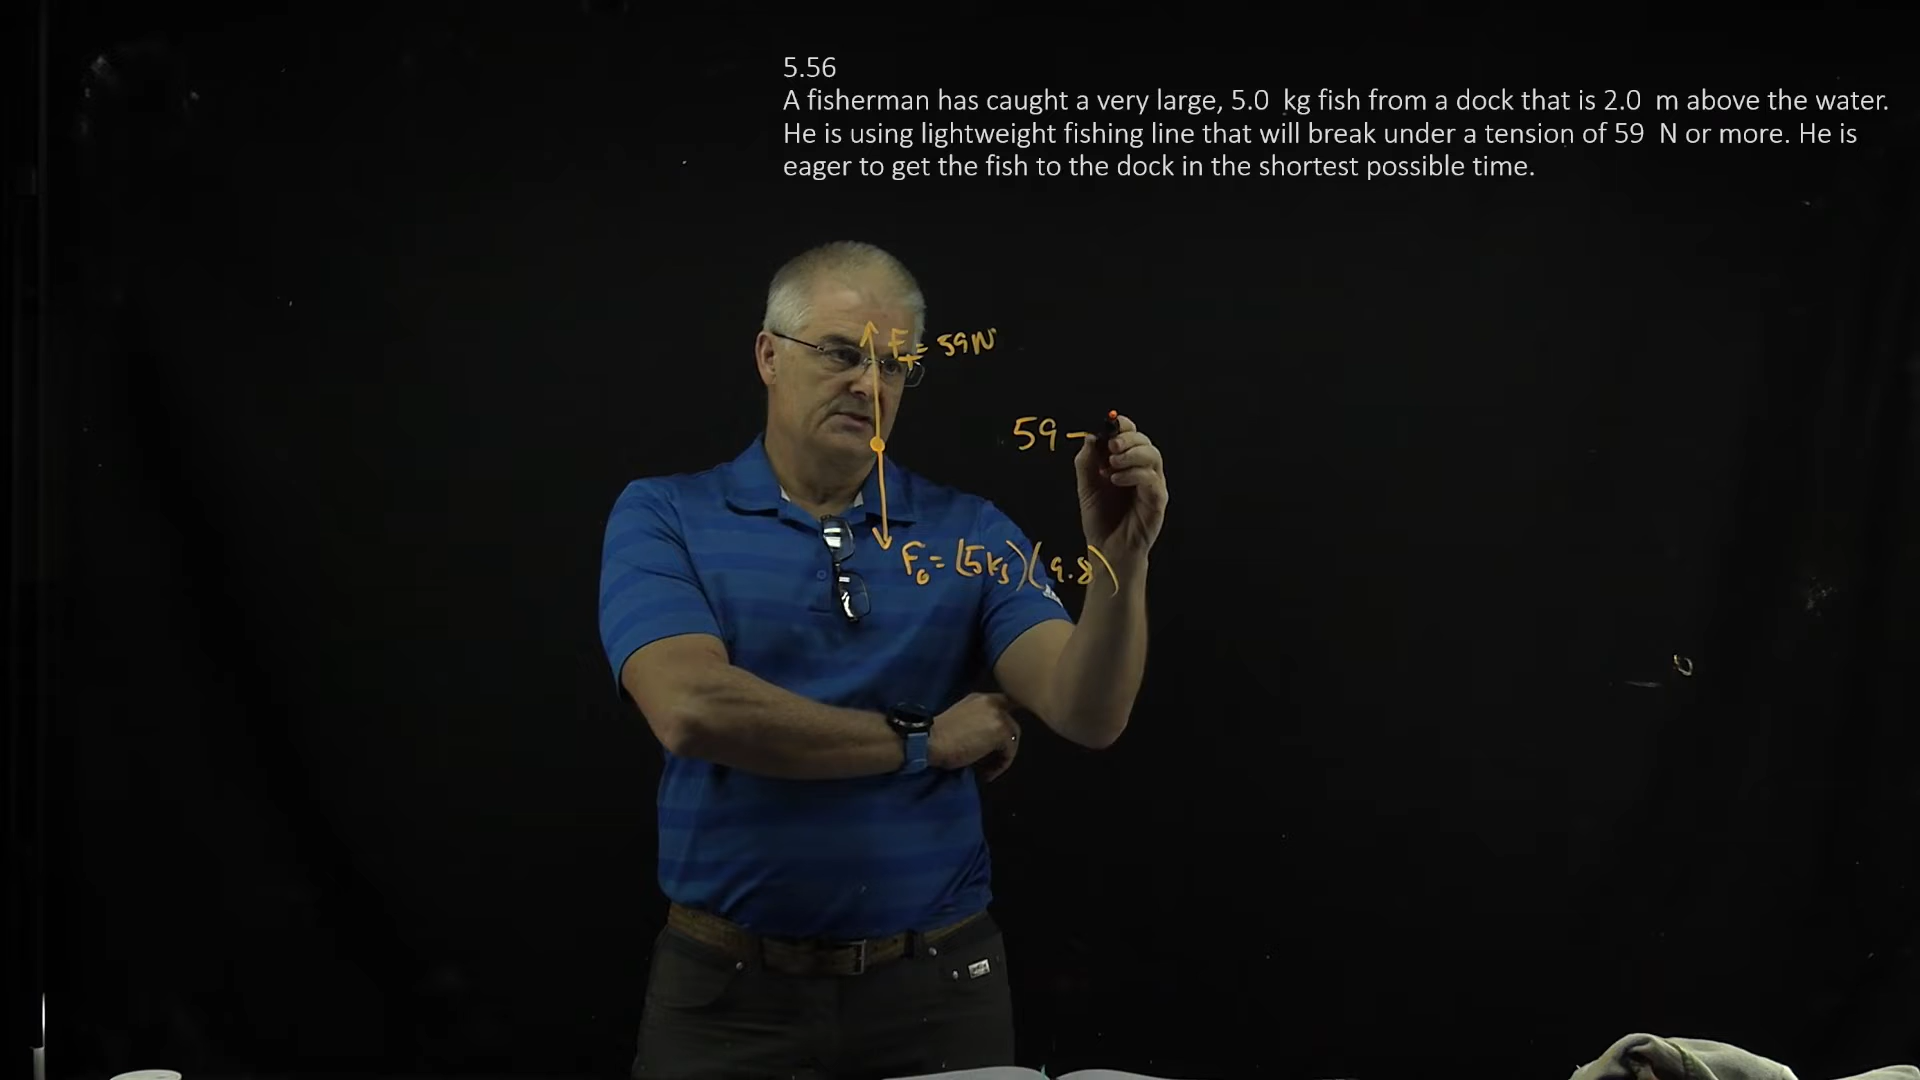 5.56
A fisherman has caught a very large, 5.0 kg fish from a dock that is 2.0 m above the water.
He is using lightweight fishing line that will break under a tension of 59 N or more. He is
eager to get the fish to the dock in the shortest possible time.
F_T = 59N
59 –
F_G = (5kg)(9.8)